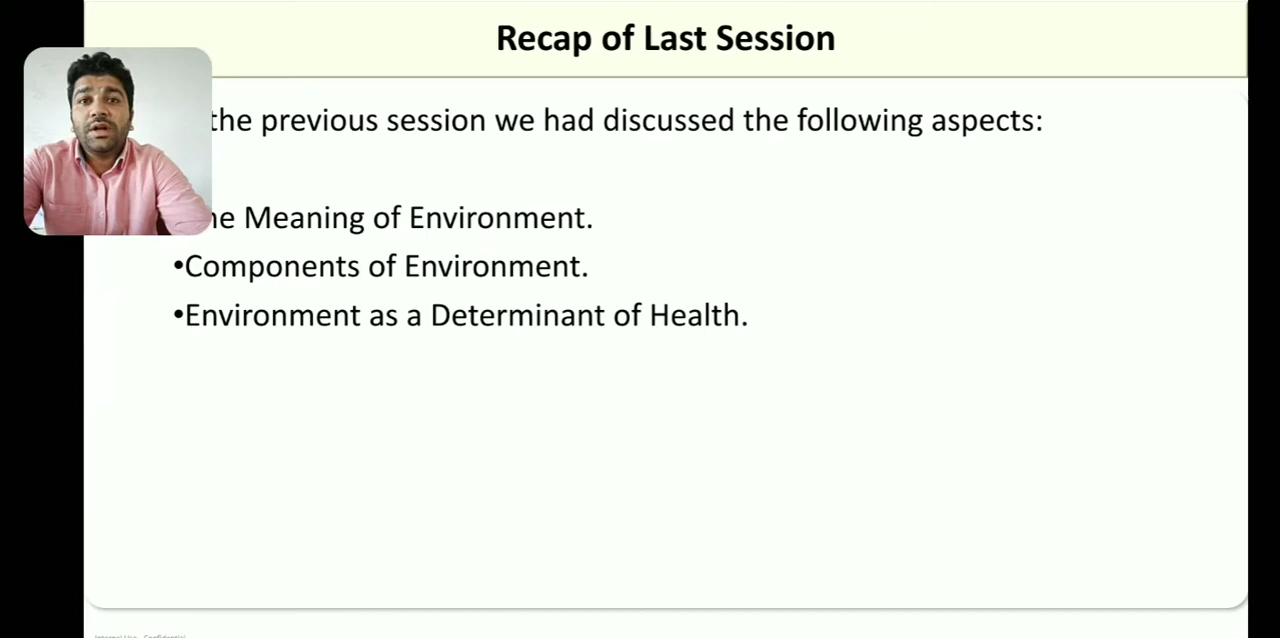 Recap of Last Session
the previous session we had discussed the following aspects:
Meaning of Environment.
•Components of Environment.
•Environment as a Determinant of Health.